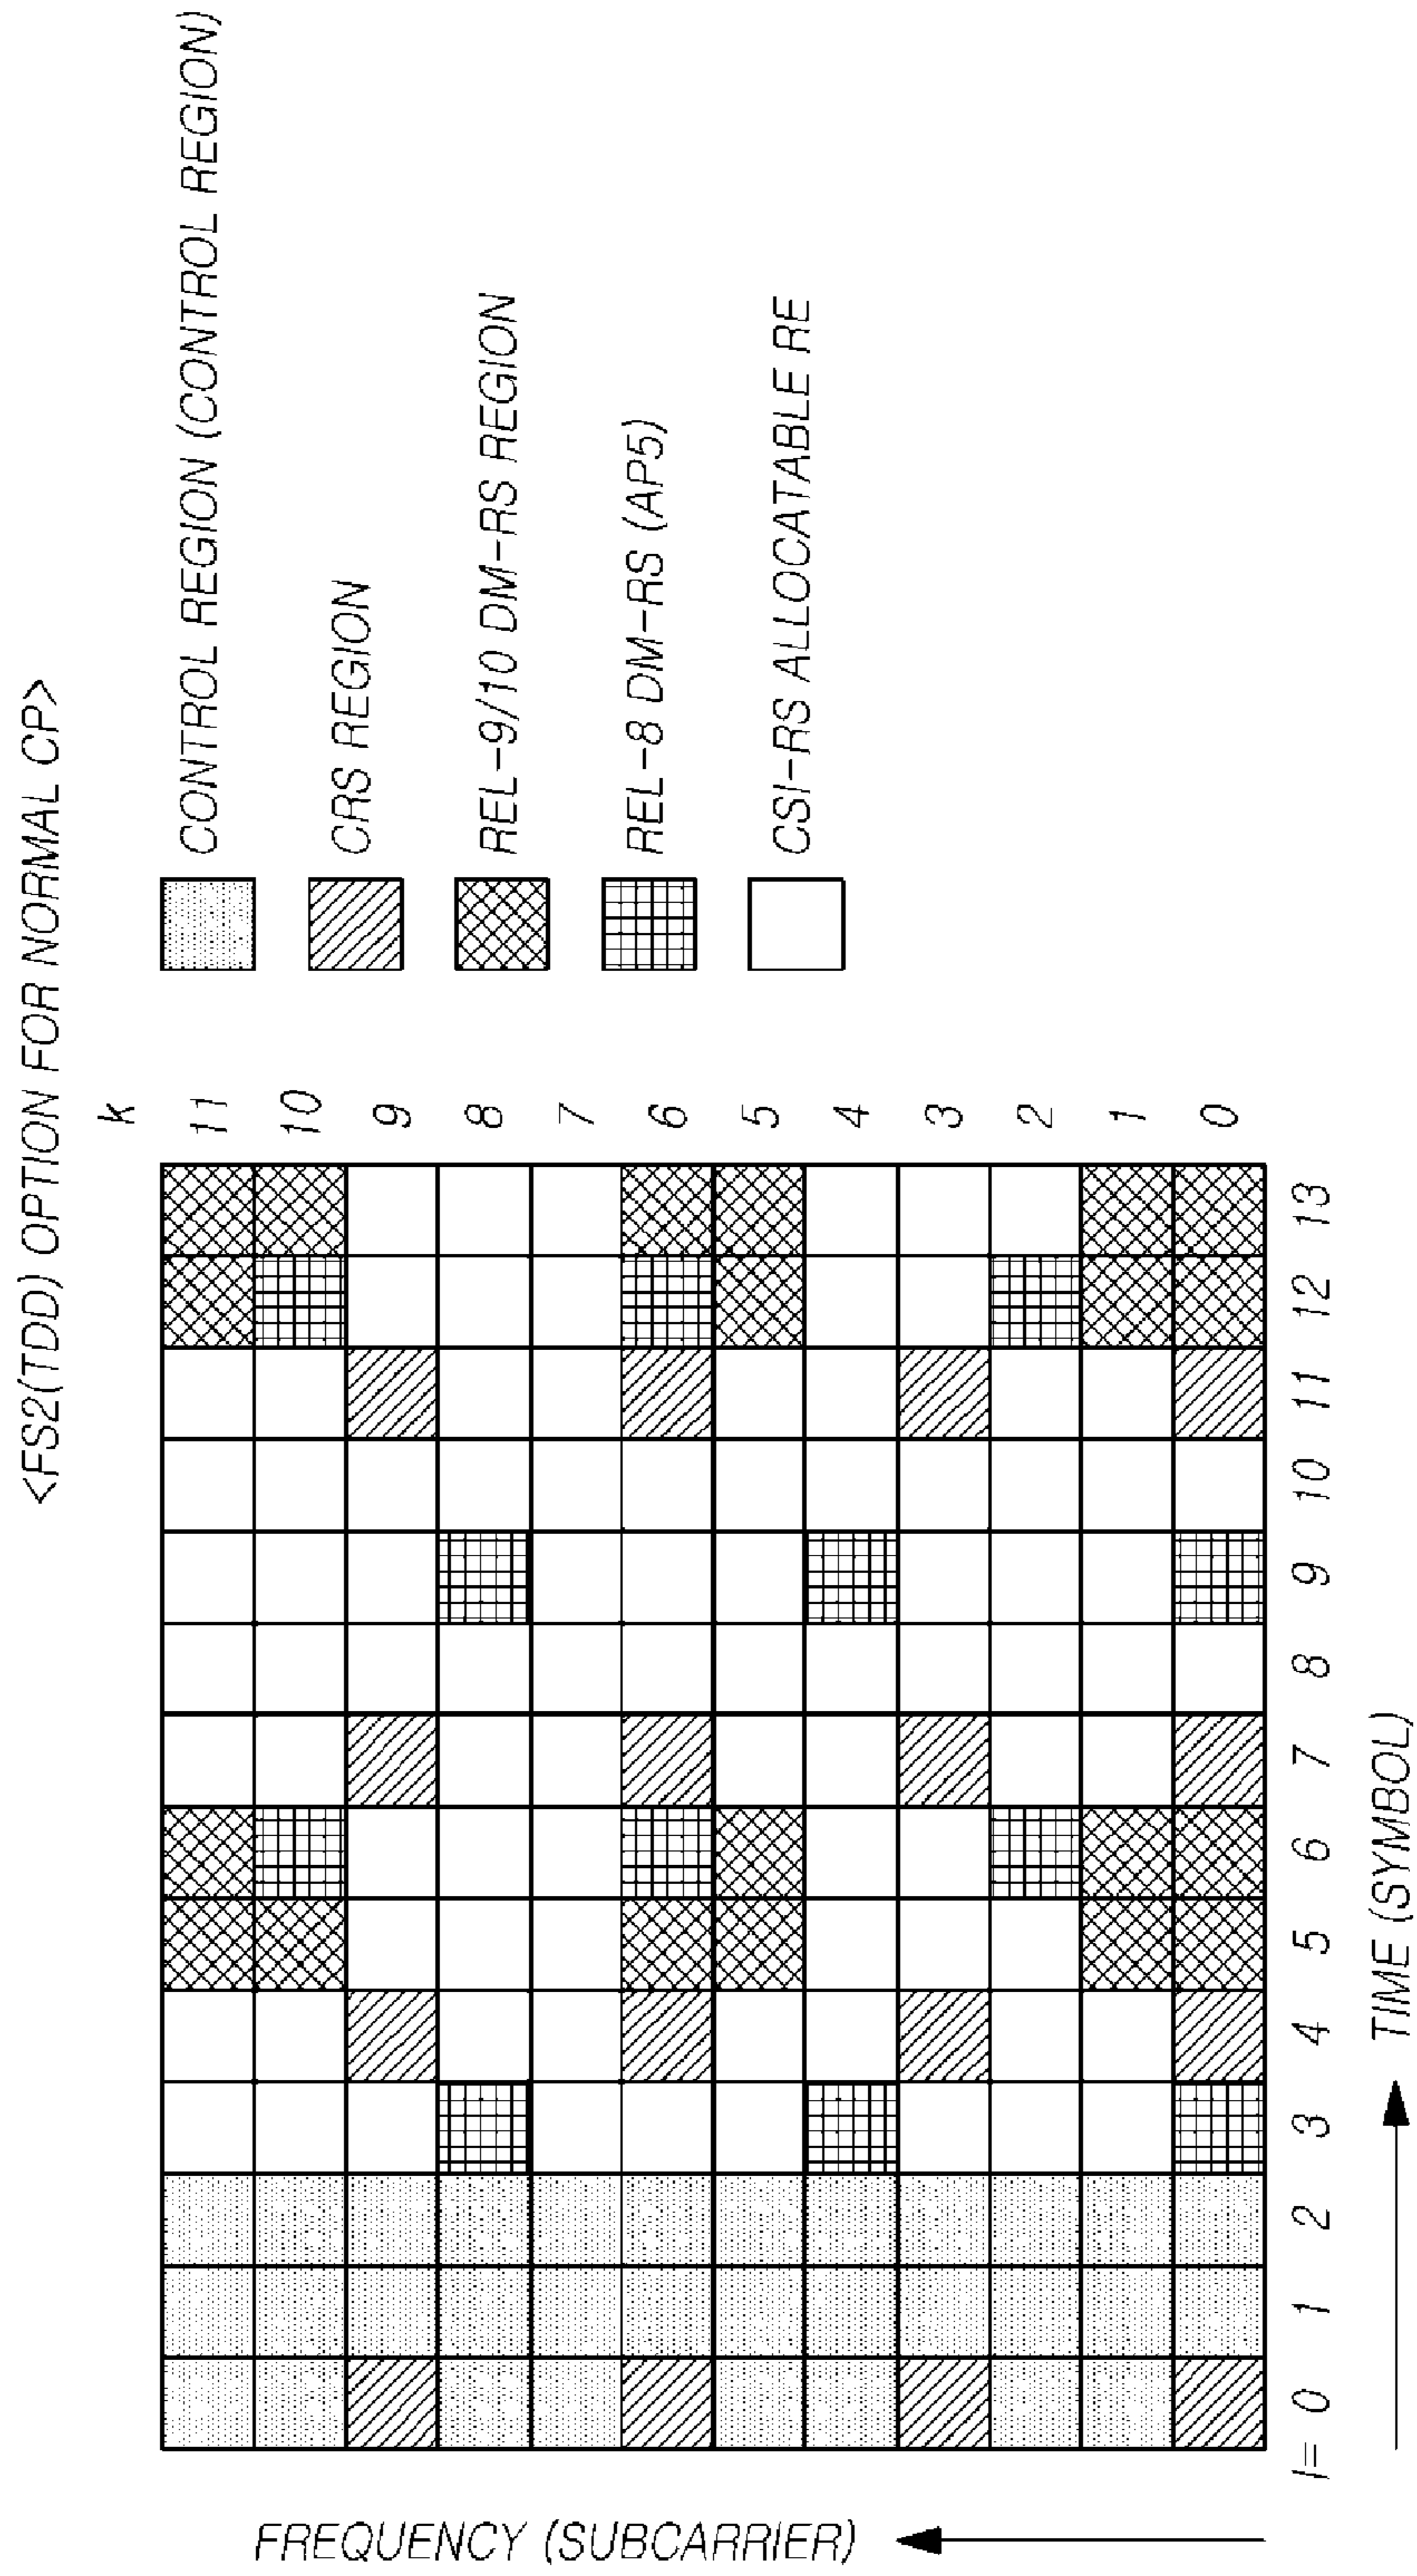 <FS2(TDD) OPTION FOR NORMAL CP>
k
11
10
9
8
7
6
5
4
3
2
1
0
l= 0 1 2 3 4 5 6 7 8 9 10 11 12 13
FREQUENCY (SUBCARRIER)
TIME (SYMBOL)
CONTROL REGION (CONTROL REGION)
CRS REGION
REL-9/10 DM-RS REGION
REL-8 DM-RS (AP5)
CSI-RS ALLOCATABLE RE